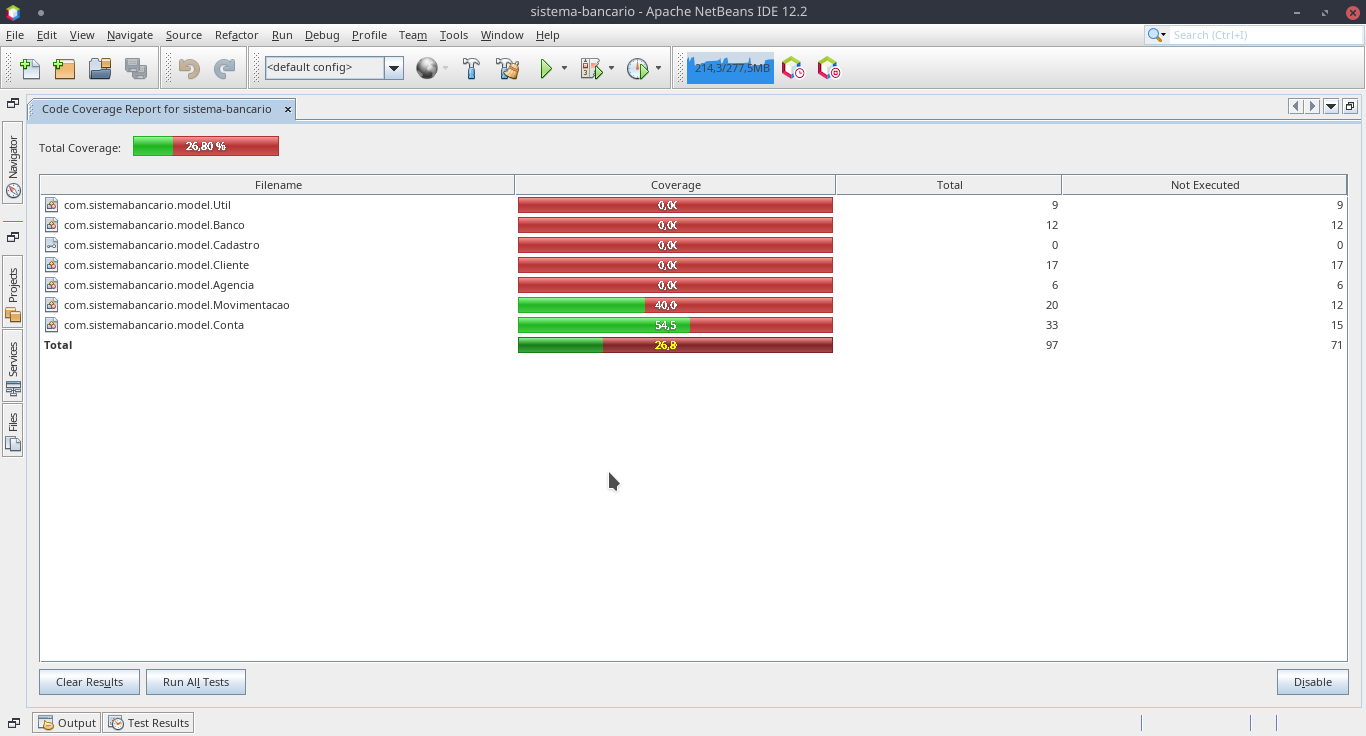 sistema-bancario - Apache NetBeans IDE 12.2
File Edit View Navigate Source Refactor Run Debug Profile Team Tools Window Help
Search (Ctrl+I)
<default config>
214,3/277,5MB
Code Coverage Report for sistema-bancario
Navigator
Projects
Services
Files
Total Coverage: 26,80 %
Filename Coverage Total Not Executed
com.sistemabancario.model.Util 0,0 9 9
com.sistemabancario.model.Banco 0,0 12 12
com.sistemabancario.model.Cadastro 0,0 0 0
com.sistemabancario.model.Cliente 0,0 17 17
com.sistemabancario.model.Agencia 0,0 6 6
com.sistemabancario.model.Movimentacao 40,0 20 12
com.sistemabancario.model.Conta 54,5 33 15
Total 26,8 97 71
Clear Results Run All Tests Disable
Output Test Results